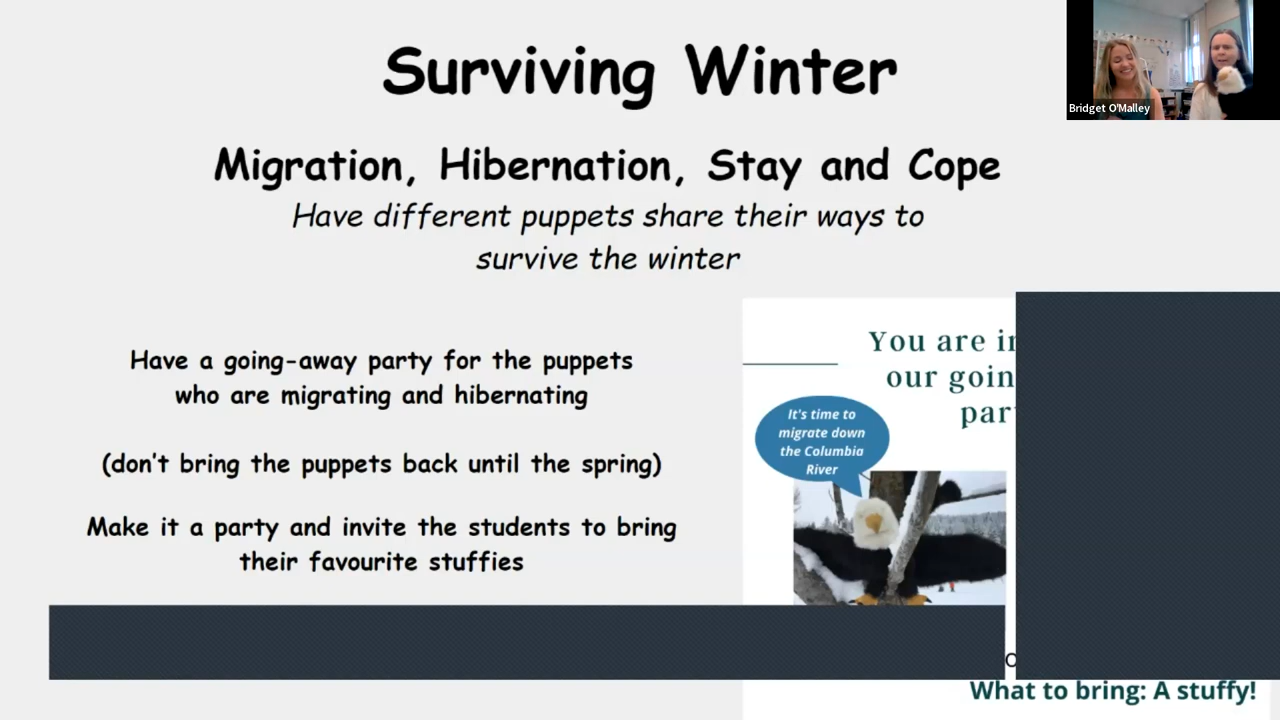 Surviving Winter
Bridget O'Malley
Migration, Hibernation, Stay and Cope
Have different puppets share their ways to
survive the winter
Have a going-away party for the puppets
who are migrating and hibernating
(don't bring the puppets back until the spring)
Make it a party and invite the students to bring
their favourite stuffies
You are
our
It's time to
migrate down
the Columbia
River
What to bring: A stuffy!